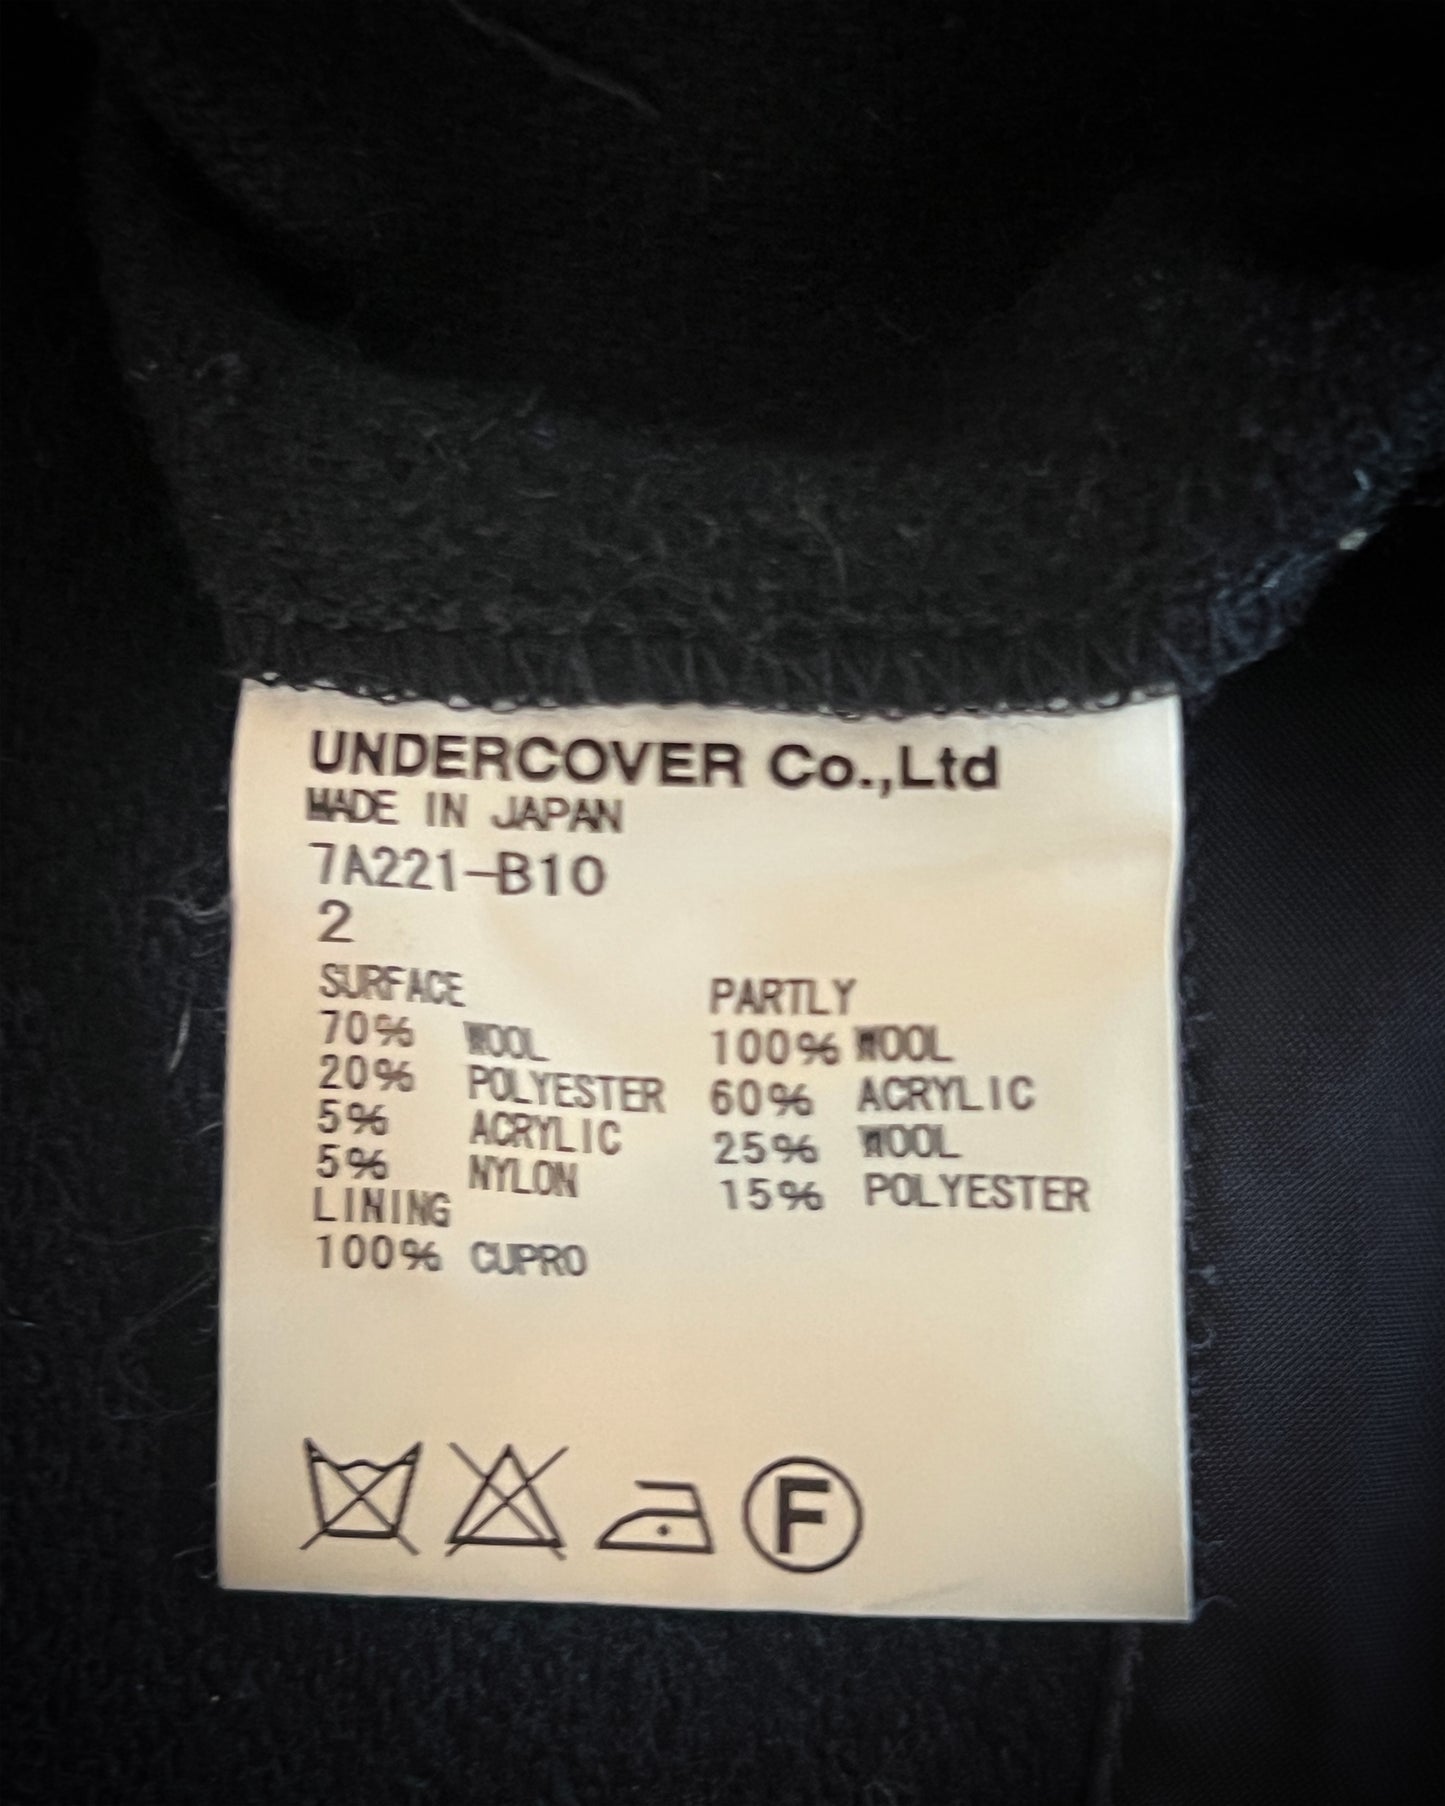 UNDERCOVER Co.,Ltd
MADE IN JAPAN
7A221-B10
2
SURFACE
70% WOOL
20% POLYESTER
5% ACRYLIC
5% NYLON
LINING
100% CUPRO
PARTLY
100% WOOL
60% ACRYLIC
25% WOOL
15% POLYESTER
F